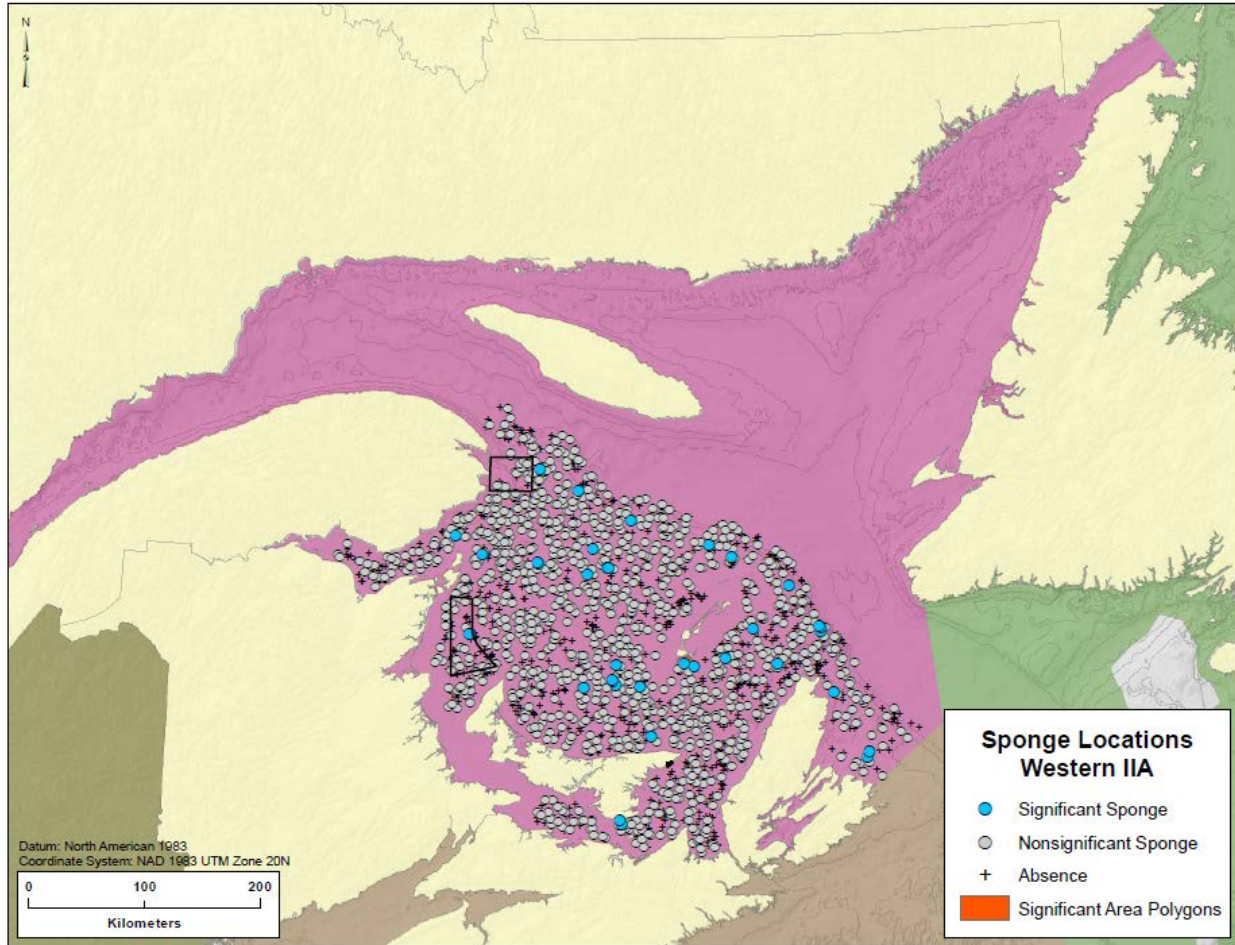 N
Sponge Locations
Western IIA
Significant Sponge
Nonsignificant Sponge
Absence
Significant Area Polygons
Datum: North American 1983
Coordinate System: NAD 1983 UTM Zone 20N
0 100 200
Kilometers